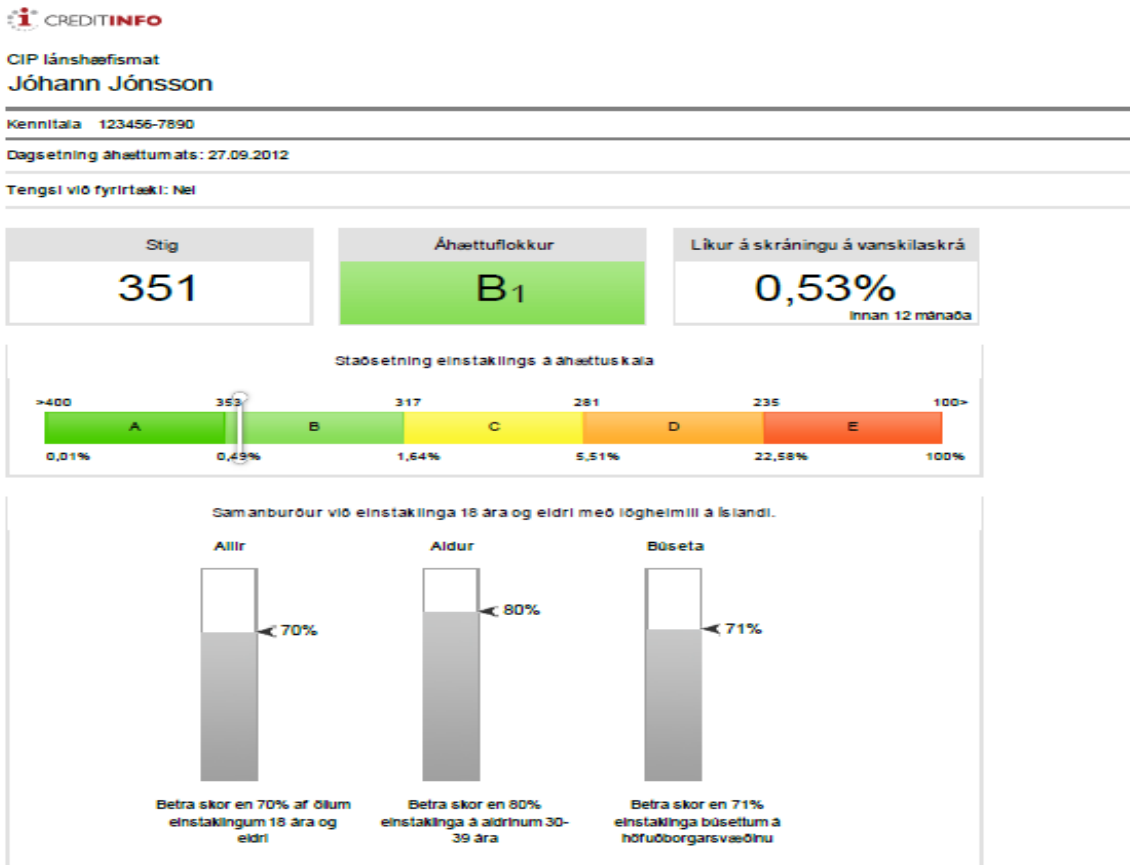 CREDITINFO
CIP lánshæfismat
Jóhann Jónsson
Kennitala 123456-7890
Dagsetning áhættumats: 27.09.2012
Tengsl við fyrirtæki: Nei
Stig
351
Áhættuflokkur
B1
Líkur á skráningu á vanskilaskrá
0,53%
Innan 12 mánaða
Staðsetning einstaklings á áhættuskala
>400 353 317 281 235 100>
A B C D E
0,01% 0,49% 1,64% 5,51% 22,58% 100%
Samanburður við einstaklinga 18 ára og eldri með lögheimili á Íslandi.
Allir Aldur Búseta
80%
70%
71%
Betra skor en 70% af öllum
einstaklingum 18 ára og
eldri
Betra skor en 80%
einstaklinga á aldrinum 30-
39 ára
Betra skor en 71%
einstaklinga búsettum á
höfuðborgarsvæðinu